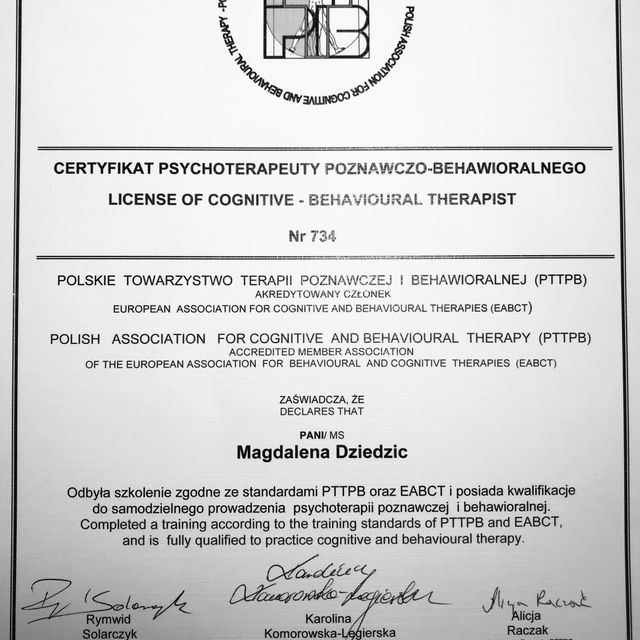 POLISH ASSOCIATION FOR COGNITIVE AND BEHAVIOURAL THERAPY
CERTYFIKAT PSYCHOTERAPEUTY POZNAWCZO-BEHAWIORALNEGO
LICENSE OF COGNITIVE - BEHAVIOURAL THERAPIST
Nr 734
POLSKIE TOWARZYSTWO TERAPII POZNAWCZEJ I BEHAWIORALNEJ (PTTPB)
AKREDYTOWANY CZŁONEK
EUROPEAN ASSOCIATION FOR COGNITIVE AND BEHAVIOURAL THERAPIES (EABCT)
POLISH ASSOCIATION FOR COGNITIVE AND BEHAVIOURAL THERAPY (PTTPB)
ACCREDITED MEMBER ASSOCIATION
OF THE EUROPEAN ASSOCIATION FOR BEHAVIOURAL AND COGNITIVE THERAPIES (EABCT)
ZAŚWIADCZA, ŻE
DECLARES THAT
PANI/ MS
Magdalena Dziedzic
Odbyła szkolenie zgodne ze standardami PTTPB oraz EABCT i posiada kwalifikacje
do samodzielnego prowadzenia psychoterapii poznawczej i behawioralnej.
Completed a training according to the training standards of PTTPB and EABCT,
and is fully qualified to practice cognitive and behavioural therapy.
Komorowska-Łęgierska
Alicja Raczak
Rymwid
Solarczyk
Karolina
Komorowska-Łęgierska
Alicja
Raczak